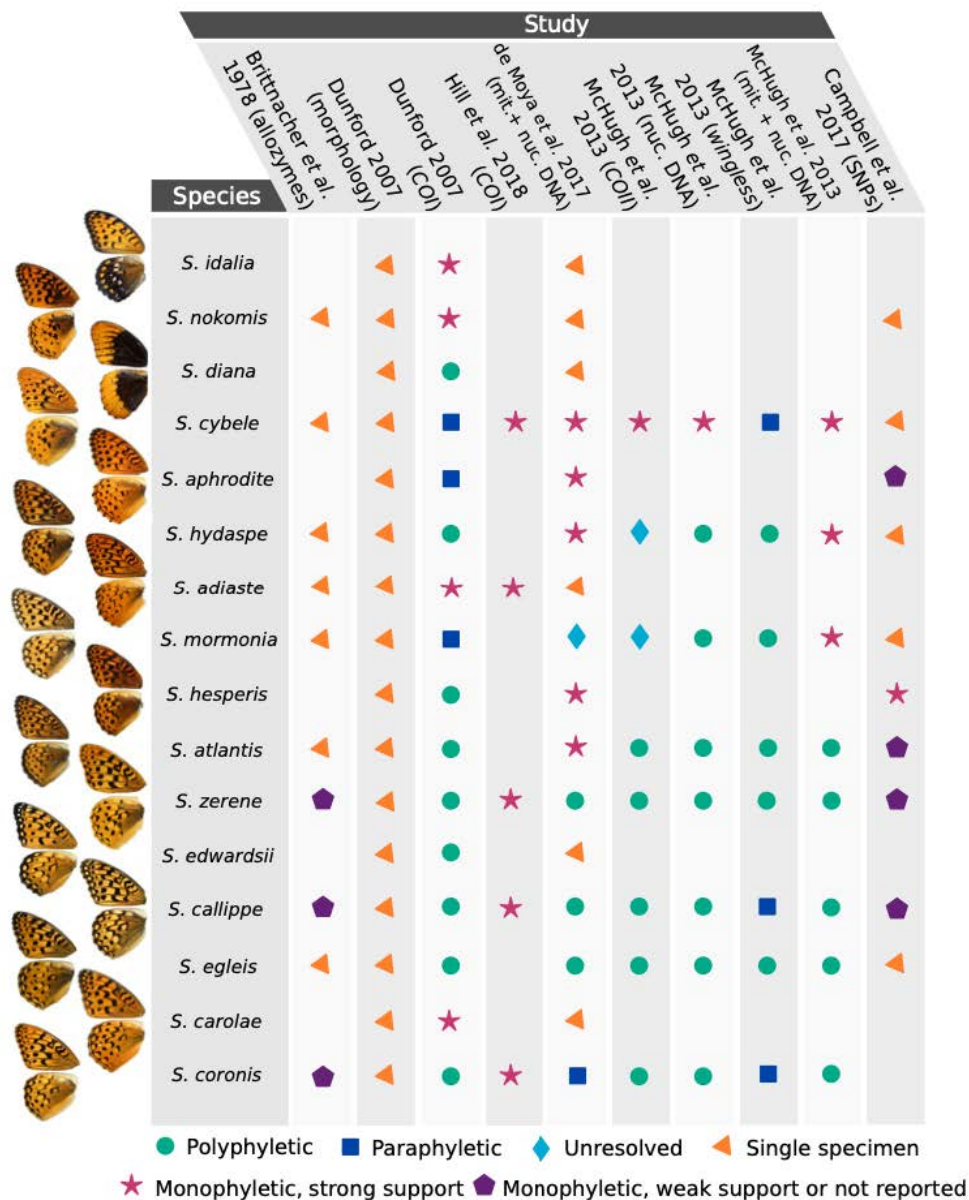 Study
Brittnacher et al.
1978 (allozymes)
Dunford 2007
(morphology)
Dunford 2007
(COI)
Hill et al. 2018
(COI)
de Moya et al. 2017
(mit.+ nuc. DNA)
McHugh et al.
2013 (COII)
McHugh et al.
2013 (nuc. DNA)
McHugh et al.
2013 (wingless)
McHugh et al. 2013
(mit. + nuc. DNA)
Campbell et al.
2017 (SNPs)
Species
S. idalia
S. nokomis
S. diana
S. cybele
S. aphrodite
S. hydaspe
S. adiaste
S. mormonia
S. hesperis
S. atlantis
S. zerene
S. edwardsii
S. callippe
S. egleis
S. carolae
S. coronis
Polyphyletic Paraphyletic Unresolved Single specimen
Monophyletic, strong support Monophyletic, weak support or not reported